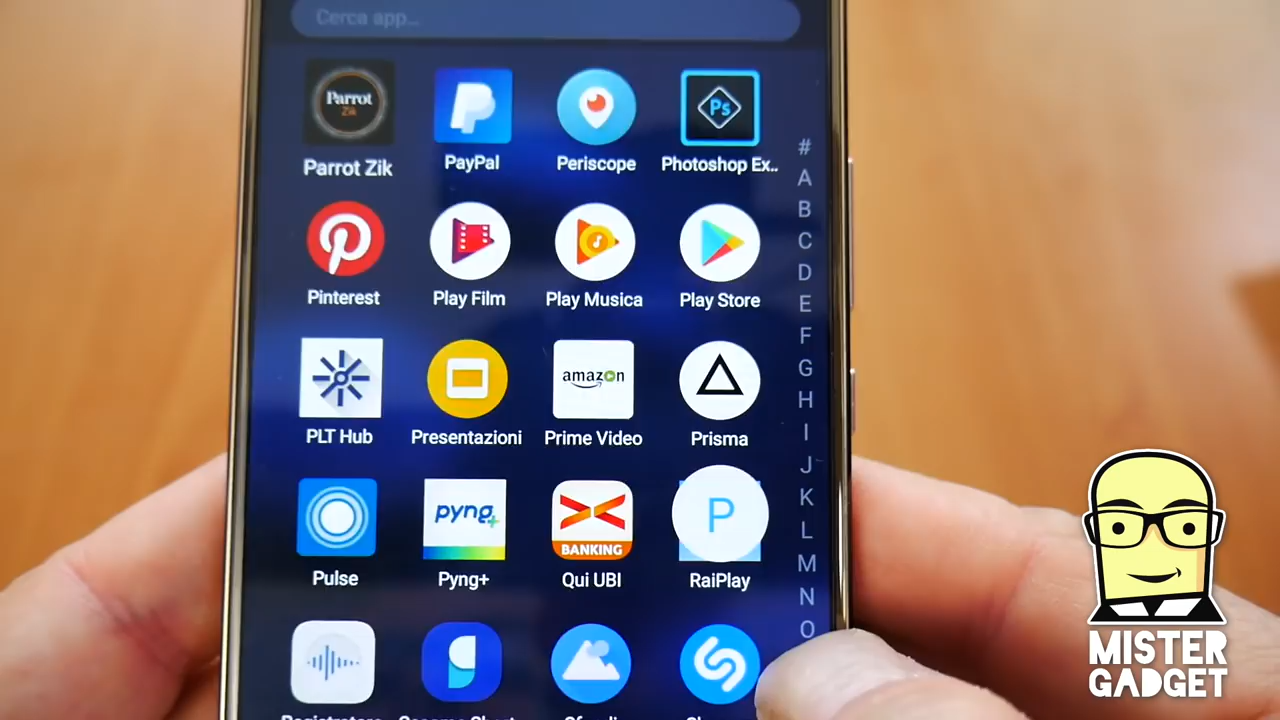 Cerca app...
Parrot
Zik
Ps
Parrot Zik
PayPal
Periscope
Photoshop Ex..
Pinterest
Play Film
Play Musica
Play Store
amazon
PLT Hub
Presentazioni
Prime Video
Prisma
pyng+
BANKING
P
Pulse
Pyng+
Qui UBI
RaiPlay
#
A
B
C
D
E
F
G
H
I
J
K
L
M
N
O
MISTER
GADGET